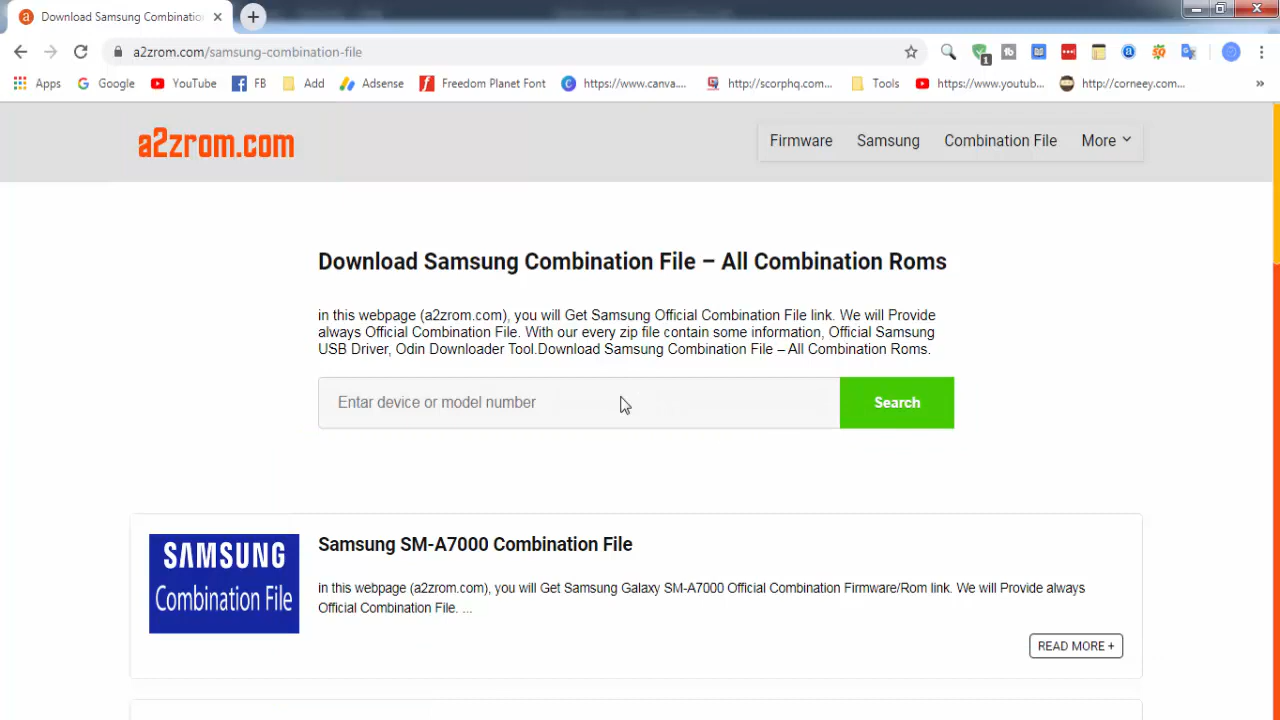 Download Samsung Combinatio
a2zrom.com/samsung-combination-file
1
Apps Google YouTube FB Add Adsense Freedom Planet Font https://www.canva... http://scorphq.com... Tools https://www.youtub... http://corneey.com... »
a2zrom.com
Firmware Samsung Combination File More
Download Samsung Combination File – All Combination Roms
in this webpage (a2zrom.com), you will Get Samsung Official Combination File link. We will Provide
always Official Combination File. With our every zip file contain some information, Official Samsung
USB Driver, Odin Downloader Tool.Download Samsung Combination File – All Combination Roms.
Entar device or model number
Search
SAMSUNG
Combination File
Samsung SM-A7000 Combination File
in this webpage (a2zrom.com), you will Get Samsung Galaxy SM-A7000 Official Combination Firmware/Rom link. We will Provide always
Official Combination File. ...
READ MORE +